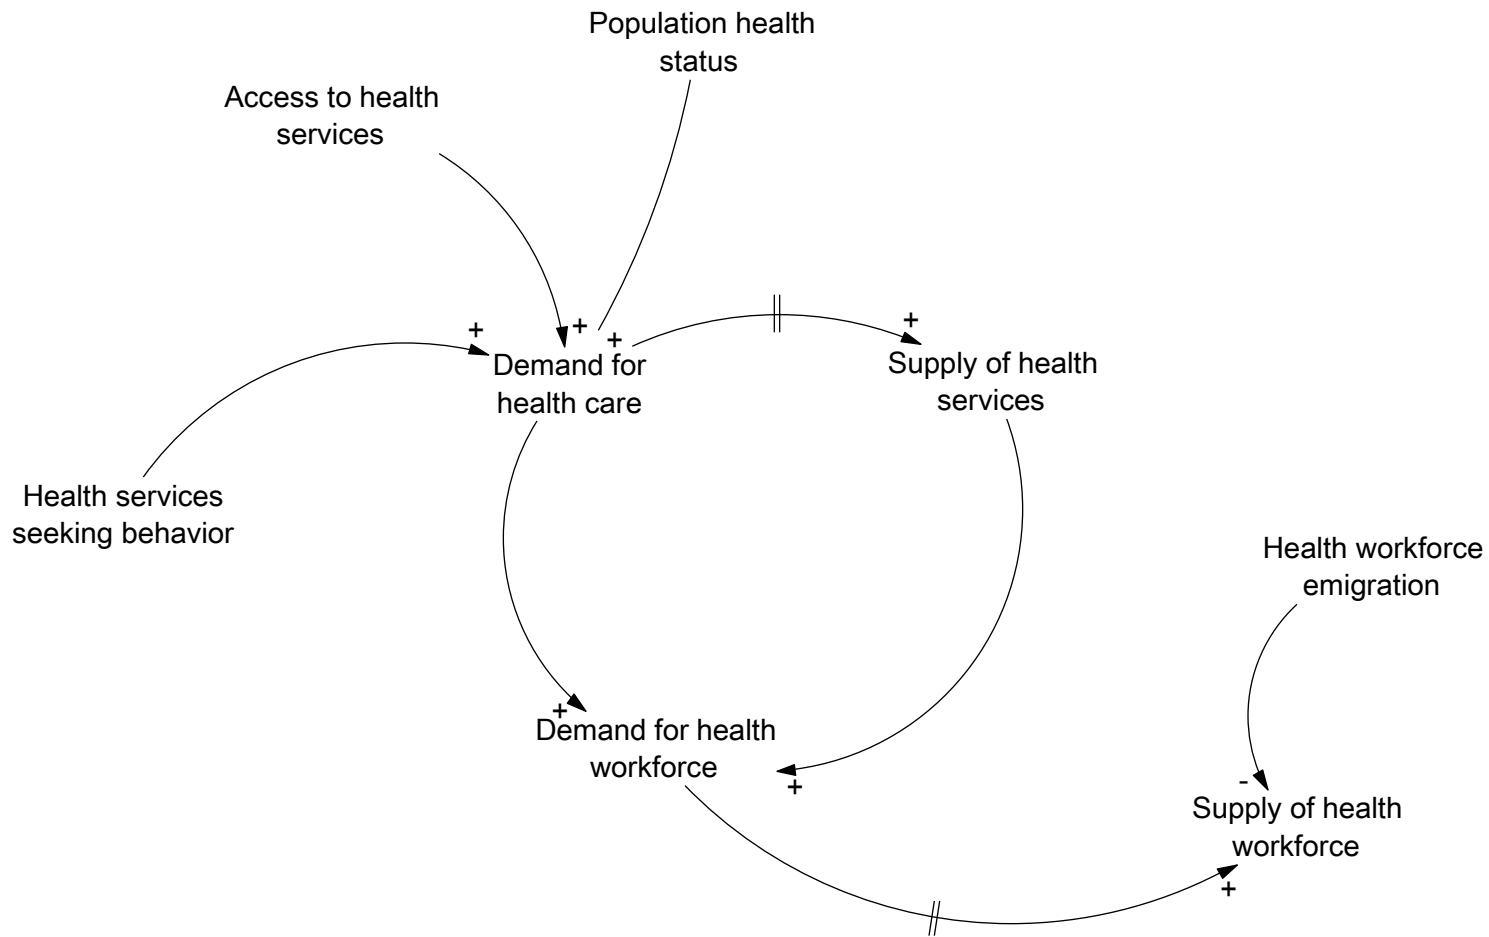 Population health
status
Access to health
services
+
+
+
+
Demand for
health care
Supply of health
services
Health services
seeking behavior
Health workforce
emigration
+
Demand for health
workforce
+
-
Supply of health
workforce
+